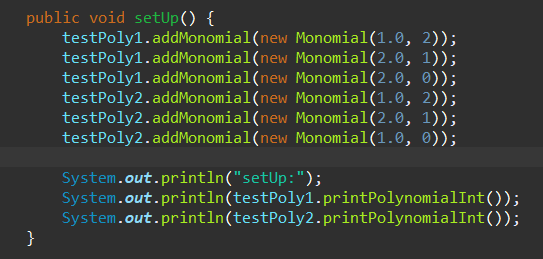 public void setUp() {
testPoly1.addMonomial(new Monomial(1.0, 2));
testPoly1.addMonomial(new Monomial(2.0, 1));
testPoly1.addMonomial(new Monomial(2.0, 0));
testPoly2.addMonomial(new Monomial(1.0, 2));
testPoly2.addMonomial(new Monomial(2.0, 1));
testPoly2.addMonomial(new Monomial(1.0, 0));
System.out.println("setUp:");
System.out.println(testPoly1.printPolynomialInt());
System.out.println(testPoly2.printPolynomialInt());
}